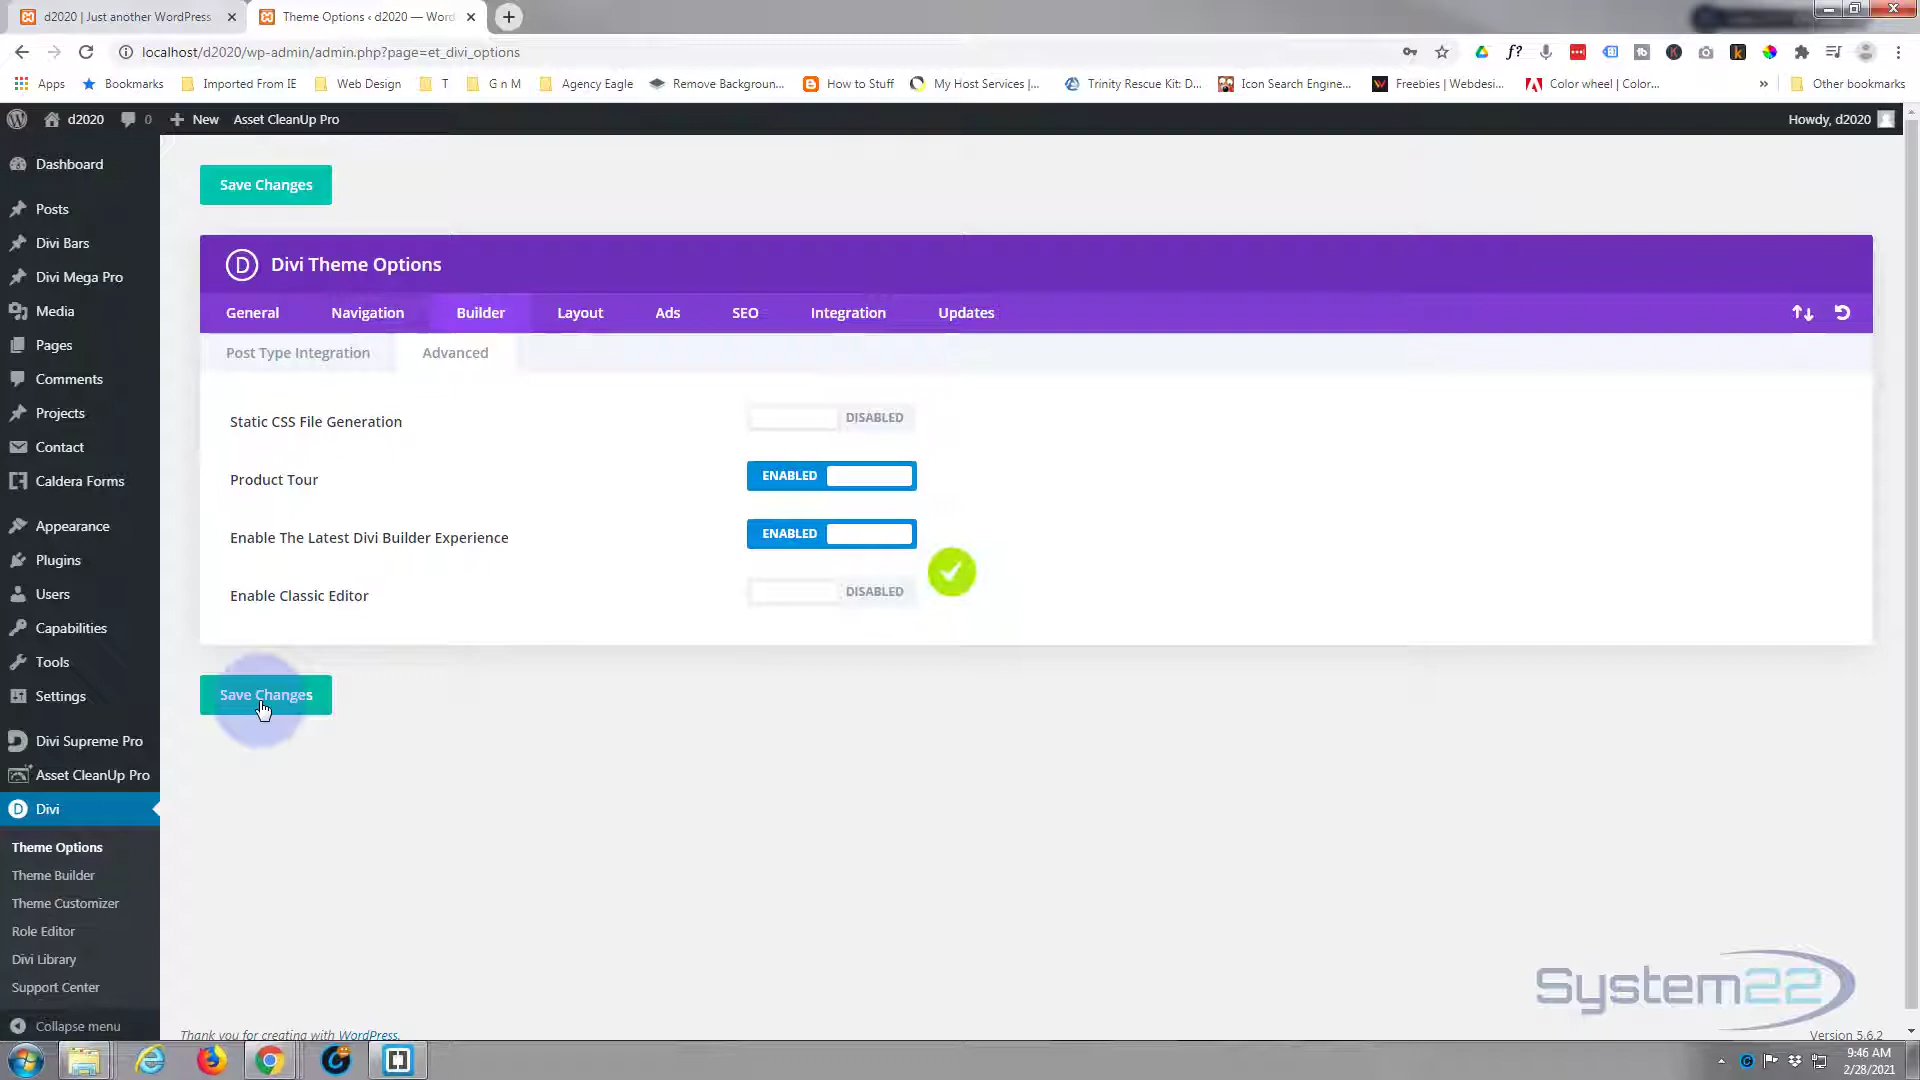 d2020 | Just another WordPress
Theme Options ‹ d2020 — Word
localhost/d2020/wp-admin/admin.php?page=et_divi_options
f?
Apps
Bookmarks
Imported From IE
Web Design
T
G n M
Agency Eagle
Remove Backgroun...
How to Stuff
My Host Services |...
Trinity Rescue Kit: D...
Icon Search Engine...
Freebies | Webdesi...
Color wheel | Color...
»
Other bookmarks
d2020
0
New
Asset CleanUp Pro
Howdy, d2020
Dashboard
Posts
Divi Bars
Divi Mega Pro
Media
Pages
Comments
Projects
Contact
Caldera Forms
Appearance
Plugins
Users
Capabilities
Tools
Settings
Divi Supreme Pro
Asset CleanUp Pro
Divi
Theme Options
Theme Builder
Theme Customizer
Role Editor
Divi Library
Support Center
Collapse menu
Save Changes
D Divi Theme Options
General
Navigation
Builder
Layout
Ads
SEO
Integration
Updates
Post Type Integration
Advanced
Static CSS File Generation
DISABLED
Product Tour
ENABLED
Enable The Latest Divi Builder Experience
ENABLED
Enable Classic Editor
DISABLED
Save Changes
System22
Thank you for creating with WordPress.
Version 5.6.2
9:46 AM
2/28/2021